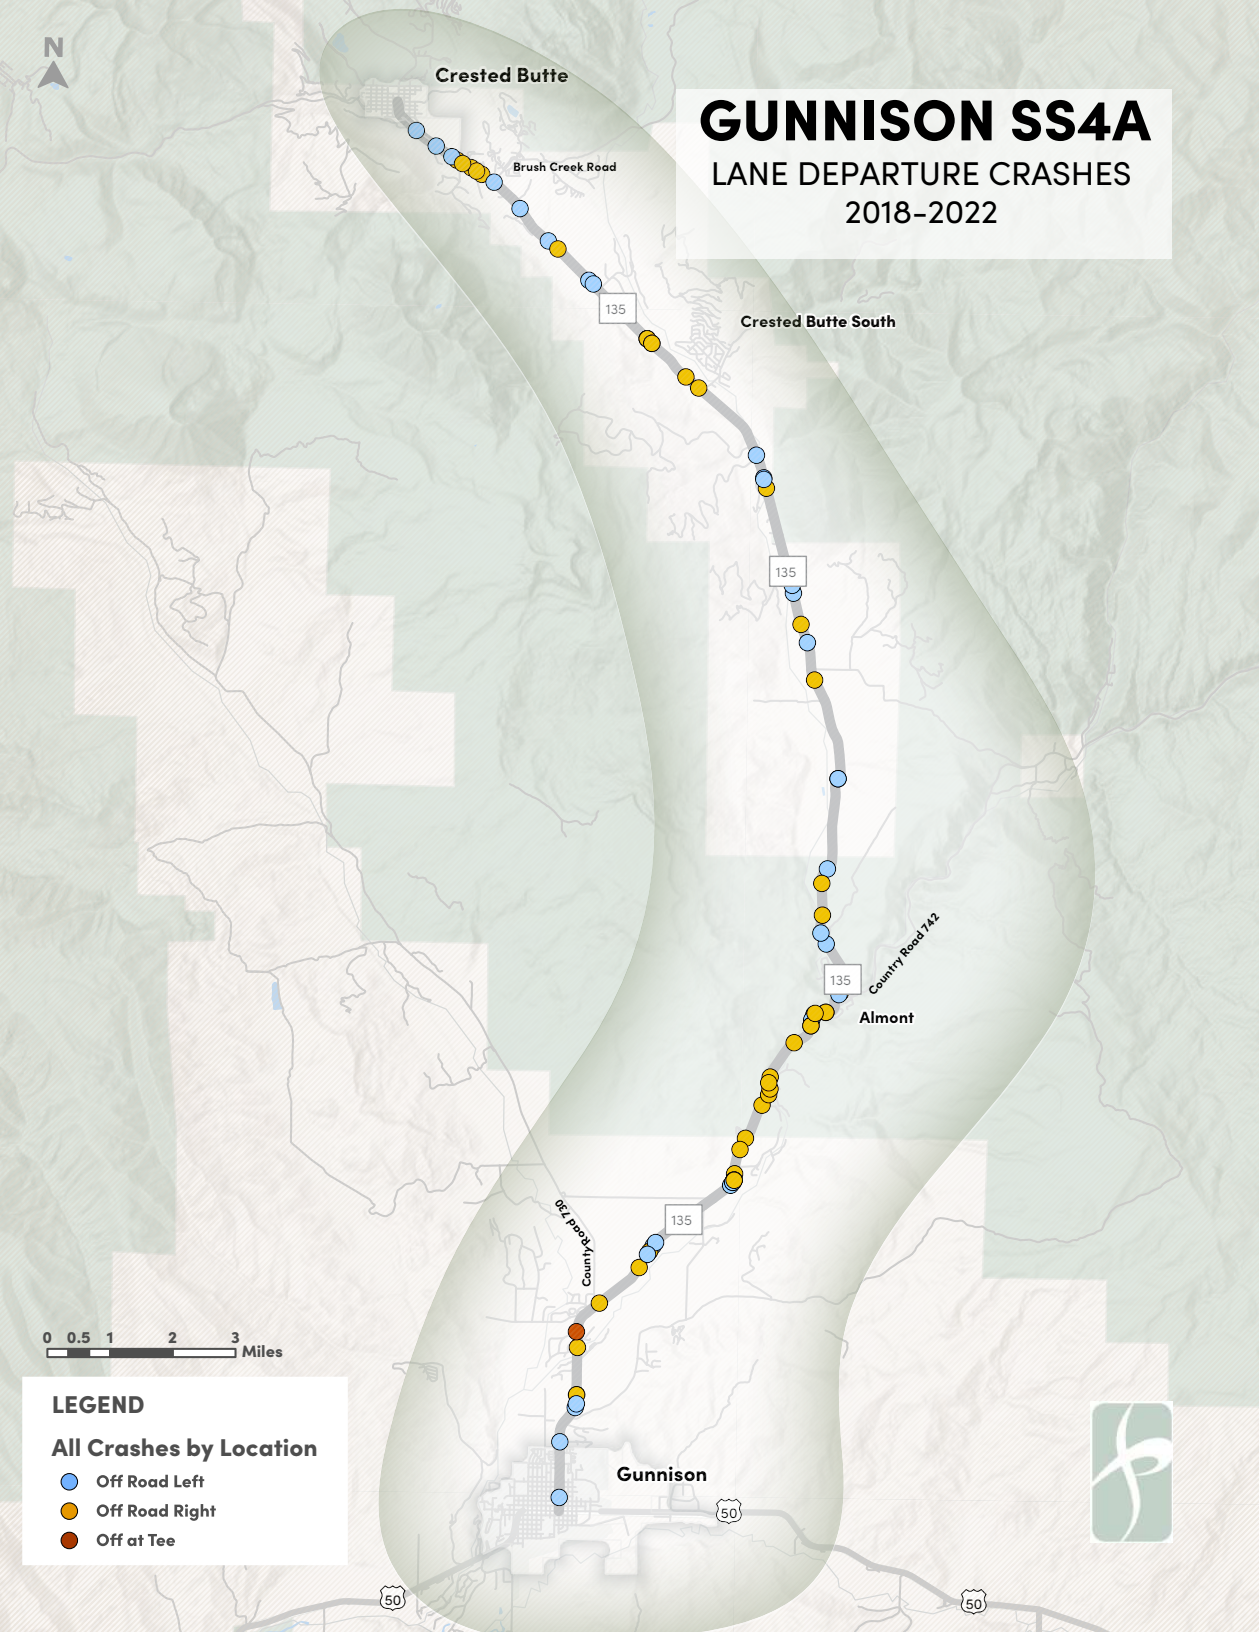 N
Crested Butte
GUNNISON SS4A
LANE DEPARTURE CRASHES
2018-2022
Brush Creek Road
135
Crested Butte South
135
Country Road 742
135
Almont
County Road 730
135
0 0.5 1 2 3
Miles
LEGEND
All Crashes by Location
Off Road Left
Off Road Right
Off at Tee
Gunnison
50
50
50